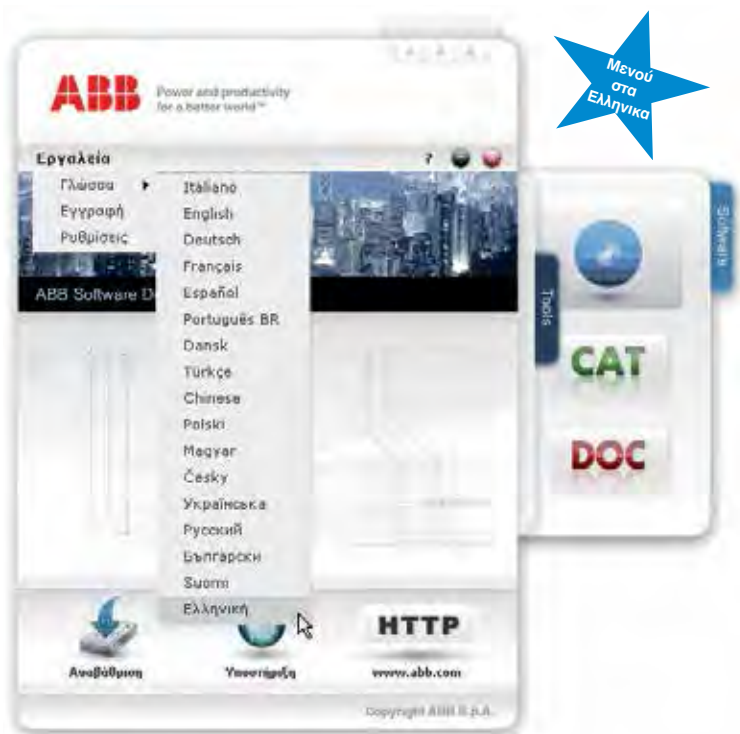 Μενού
στα
Ελληνικα
ABB
Power and productivity
for a better world™
Εργαλεία
?
Γλώσσα
Εγγραφή
Ρυθμίσεις
Italiano
English
Deutsch
Français
Español
Português BR
Dansk
Türkçe
Chinese
Polski
Magyar
Česky
Українська
Русский
Български
Suomi
Ελληνική
ABB Software D
Tools
Software
CAT
DOC
HTTP
Αναβάθμιση
Υποστήριξη
www.abb.com
Copyright ABB S.p.A.